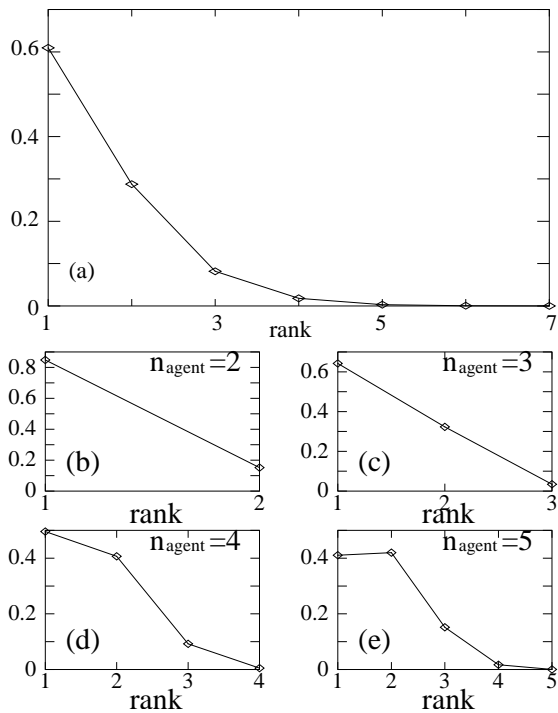 0.6
0.4
0.2
0
(a)
1 3 5 7
rank
n_agent=2
0.8
0.6
0.4
0.2
0
(b)
1 2
rank
n_agent=3
0.6
0.4
0.2
0
(c)
1 2 3
rank
n_agent=4
0.4
0.2
0
(d)
1 2 3 4
rank
n_agent=5
0.4
0.2
0
(e)
1 2 3 4 5
rank